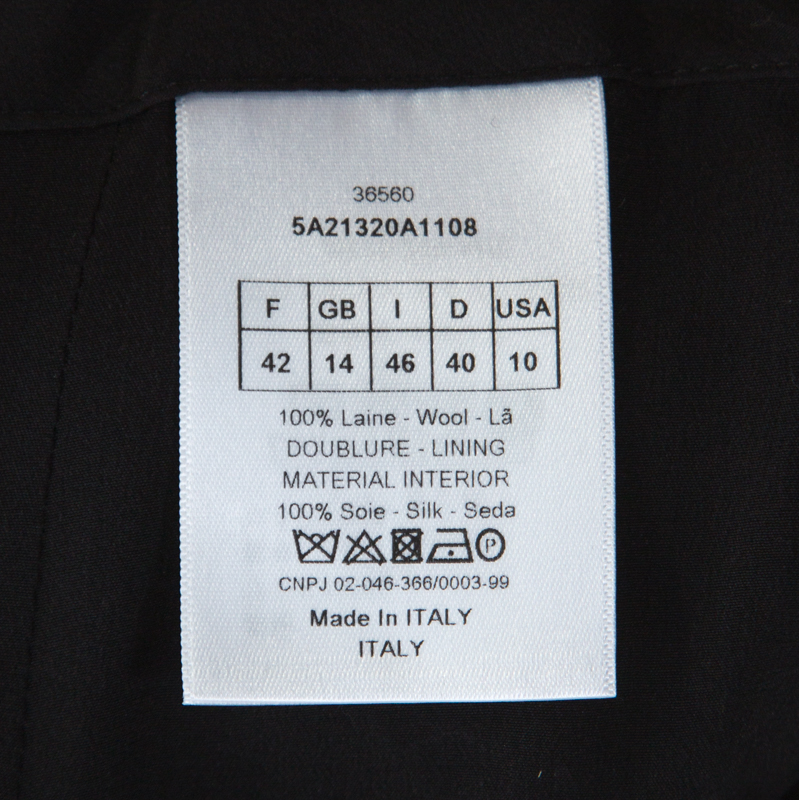 36560
5A21320A1108
F GB I D USA
42 14 46 40 10
100% Laine - Wool - Lã
DOUBLURE - LINING
MATERIAL INTERIOR
100% Soie - Silk - Seda
P
CNPJ 02-046-366/0003-99
Made In ITALY
ITALY